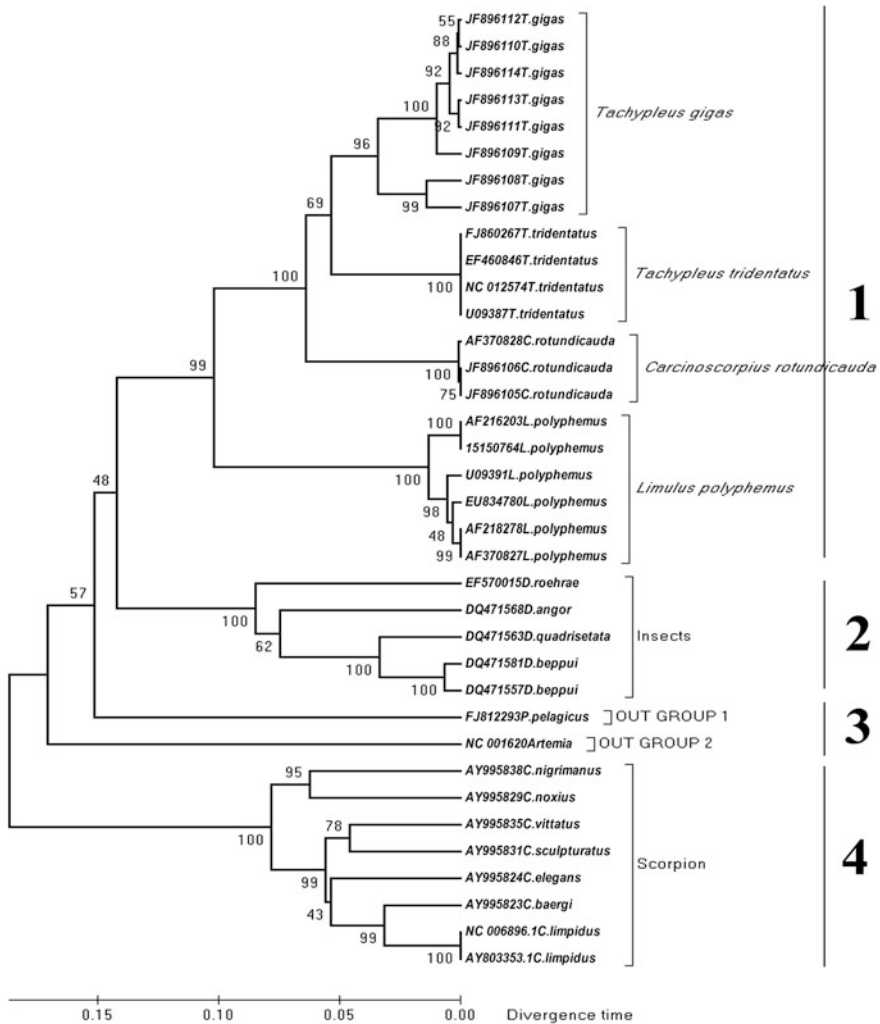 55
JF896112T.gigas
88
JF896110T.gigas
JF896114T.gigas
92
JF896113T.gigas
100
Tachypleus gigas
92
JF896111T.gigas
96
JF896109T.gigas
JF896108T.gigas
99
JF896107T.gigas
69
FJ860267T.tridentatus
EF460846T.tridentatus
Tachypleus tridentatus
100
NC 012574T.tridentatus
100
U09387T.tridentatus
1
AF370828C.rotundicauda
99
100
JF896106C.rotundicauda
Carcinoscorpius rotundicauda
75
JF896105C.rotundicauda
100
AF216203L.polyphemus
15150764L.polyphemus
100
U09391L.polyphemus
Limulus polyphemus
48
98
EU834780L.polyphemus
48
AF218278L.polyphemus
99
AF370827L.polyphemus
57
EF570015D.roehrae
100
DQ471568D.angor
62
DQ471563D.quadrisetata
Insects
2
100
DQ471581D.beppui
100
DQ471557D.beppui
FJ812293P.pelagicus
OUT GROUP 1
3
NC 001620Artemia
OUT GROUP 2
95
AY995838C.nigrimanus
AY995829C.noxius
78
AY995835C.vittatus
100
AY995831C.sculpturatus
Scorpion
4
99
AY995824C.elegans
43
AY995823C.baergi
99
NC 006896.1C.limpidus
100
AY803353.1C.limpidus
0.15
0.10
0.05
0.00
Divergence time